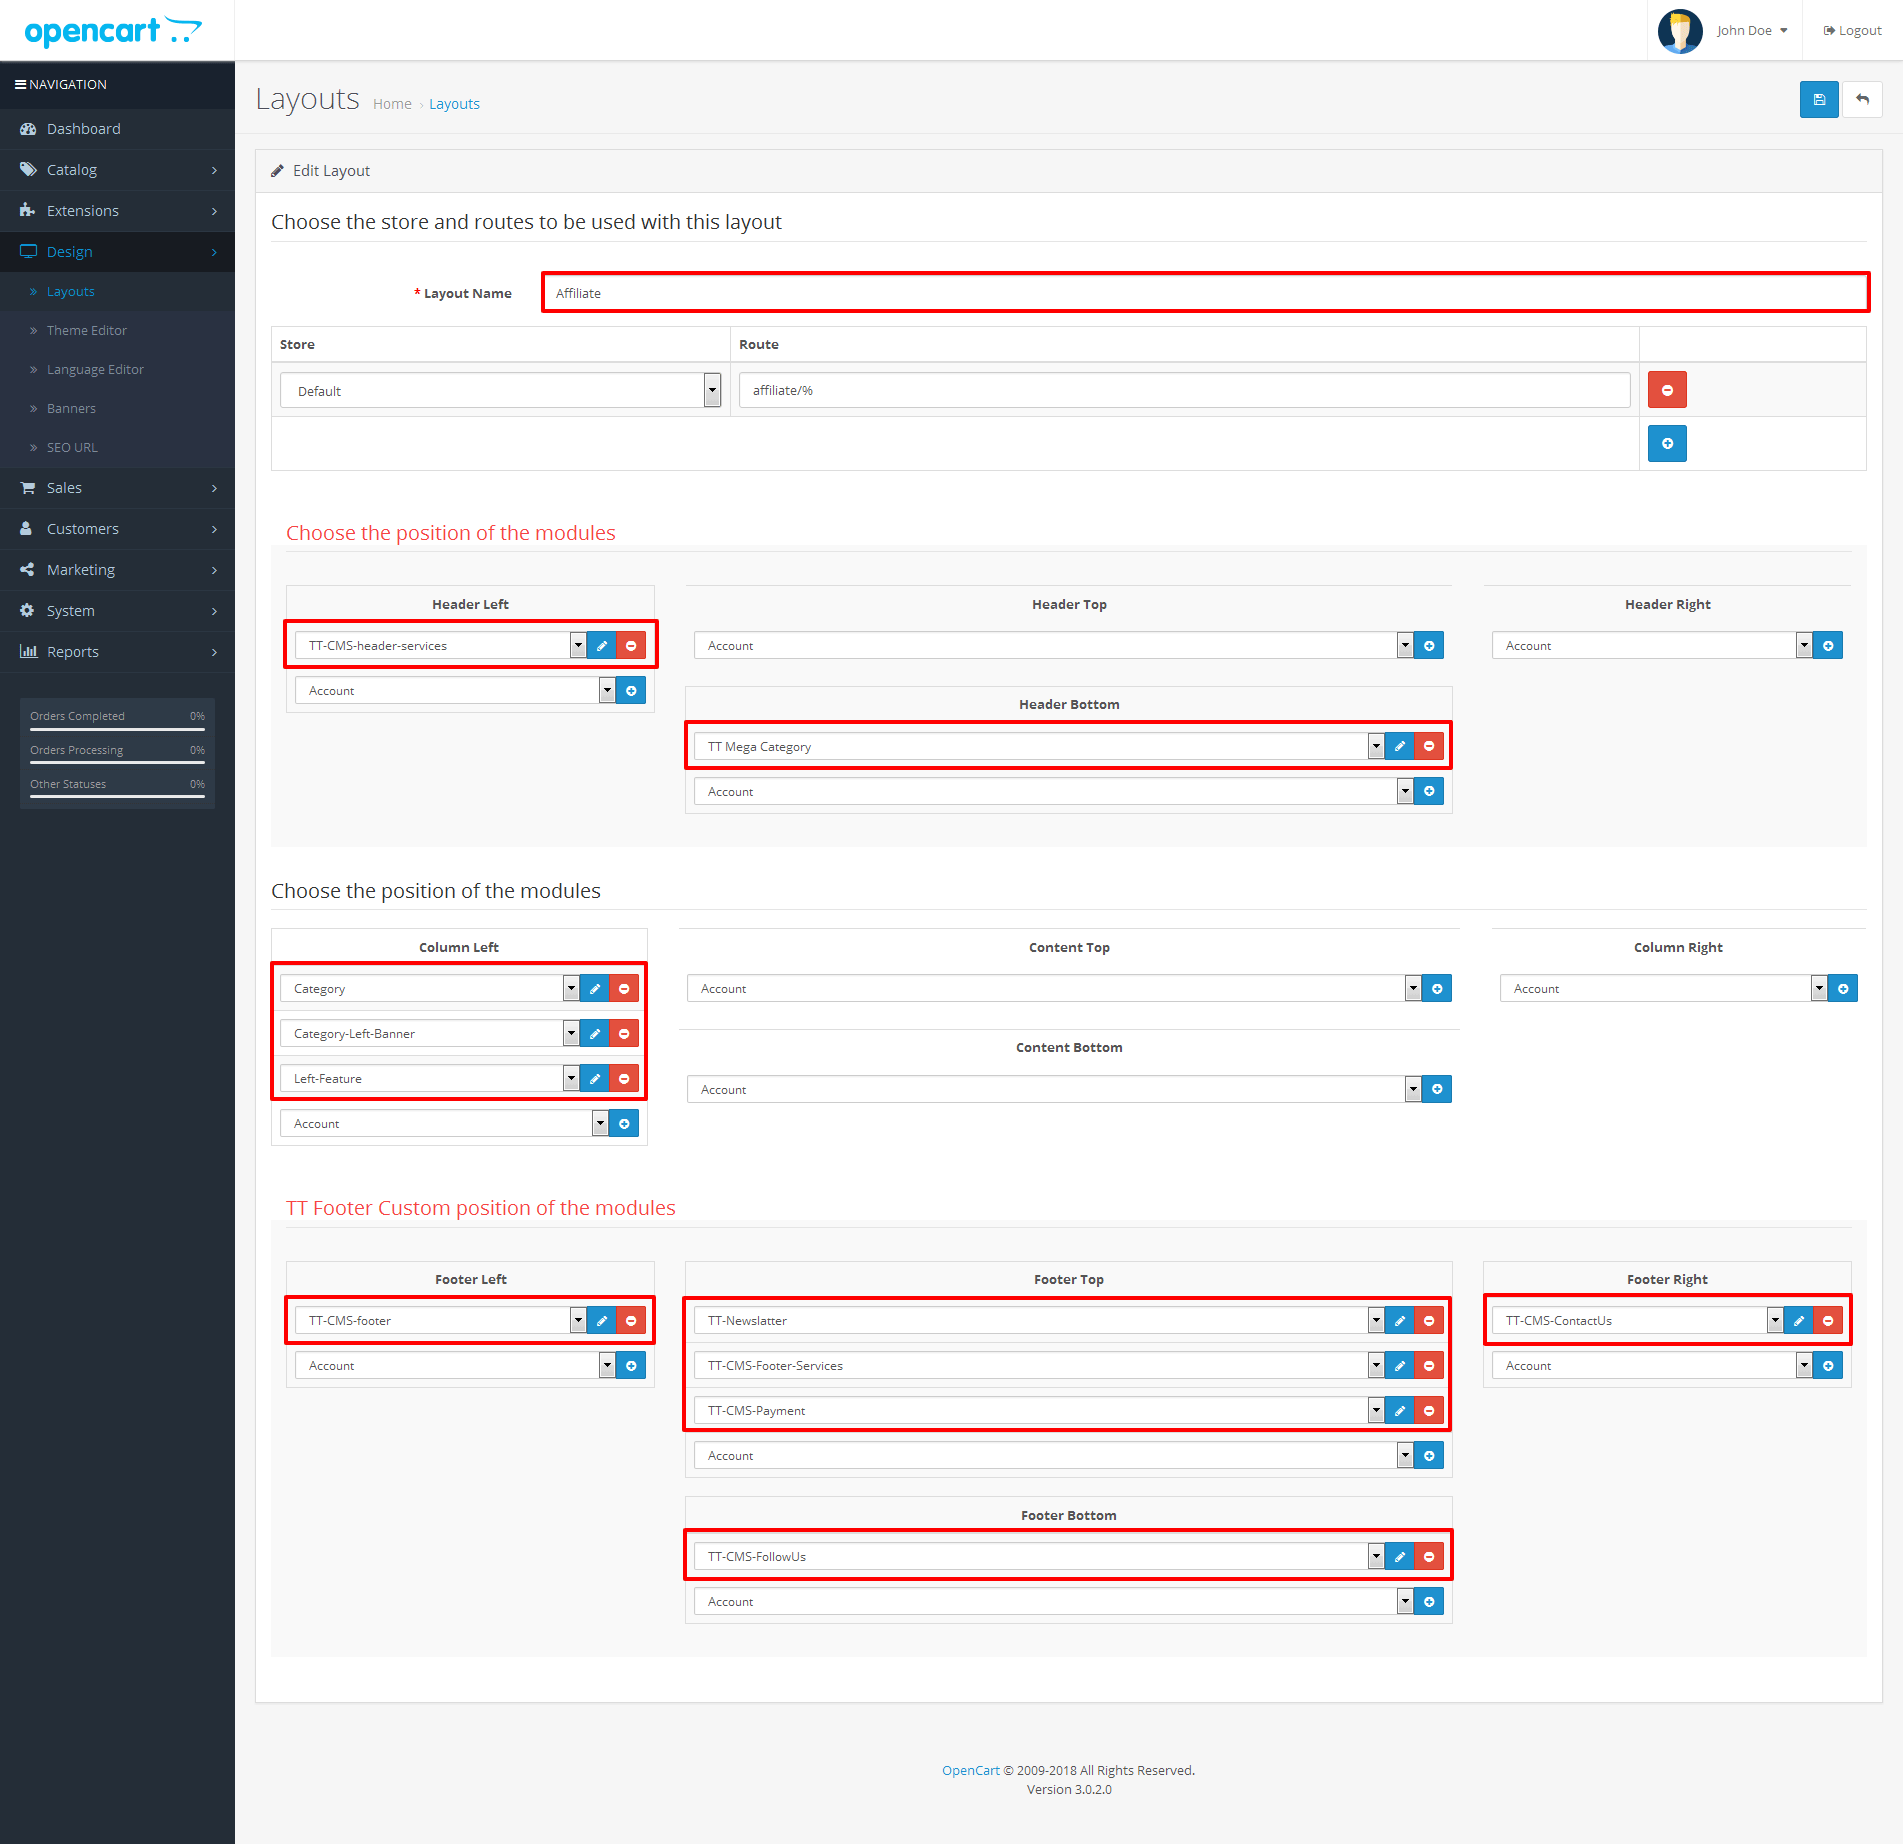 opencart
John Doe
Logout
NAVIGATION
Dashboard
Catalog
Extensions
Design
Layouts
Theme Editor
Language Editor
Banners
SEO URL
Sales
Customers
Marketing
System
Reports
Orders Completed 0%
Orders Processing 0%
Other Statuses 0%
Layouts Home › Layouts
Edit Layout
Choose the store and routes to be used with this layout
* Layout Name Affiliate
Store Route
Default affiliate/%
Choose the position of the modules
Header Left
TT-CMS-header-services
Account
Header Top
Account
Header Bottom
TT Mega Category
Account
Header Right
Account
Choose the position of the modules
Column Left
Category
Category-Left-Banner
Left-Feature
Account
Content Top
Account
Content Bottom
Account
Column Right
Account
TT Footer Custom position of the modules
Footer Left
TT-CMS-footer
Account
Footer Top
TT-Newslatter
TT-CMS-Footer-Services
TT-CMS-Payment
Account
Footer Bottom
TT-CMS-FollowUs
Account
Footer Right
TT-CMS-ContactUs
Account
OpenCart © 2009-2018 All Rights Reserved.
Version 3.0.2.0